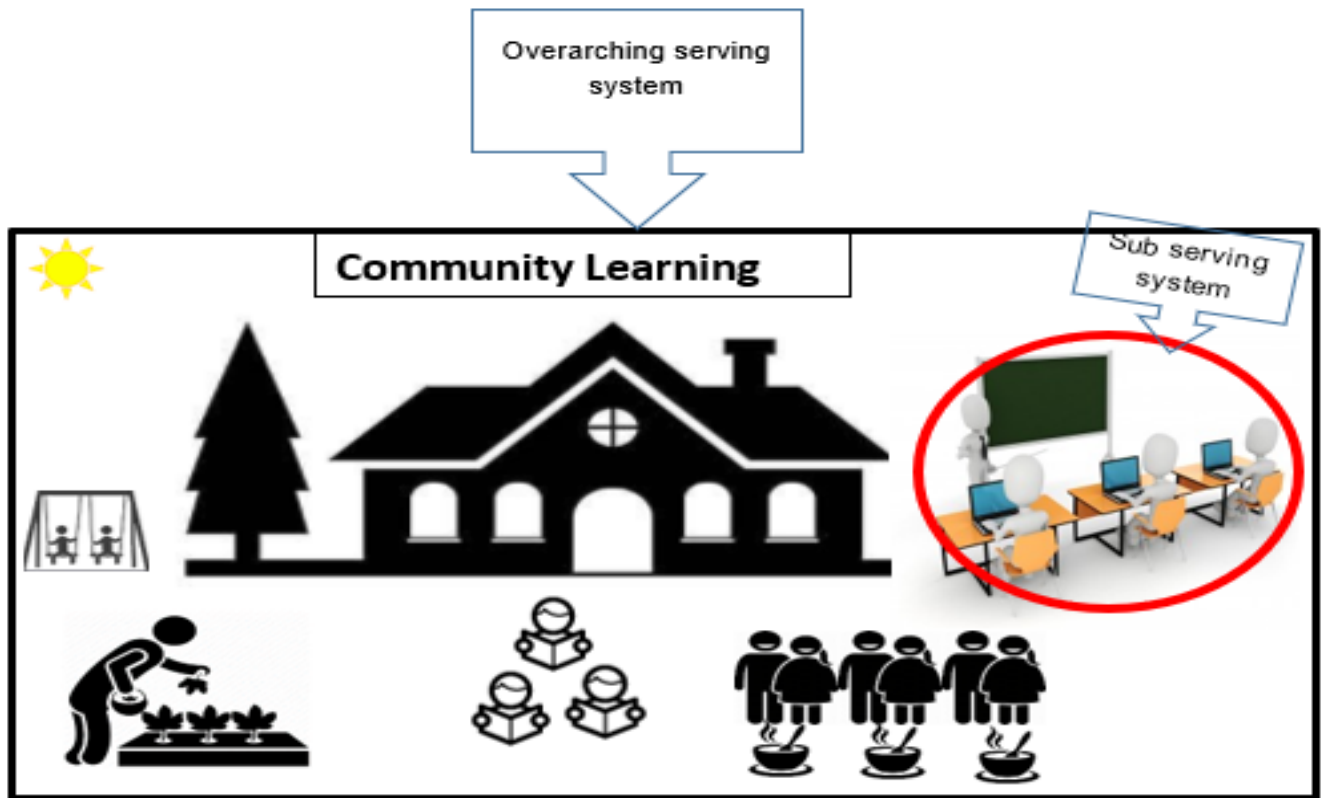 Overarching serving
system
Community Learning
Sub serving
system